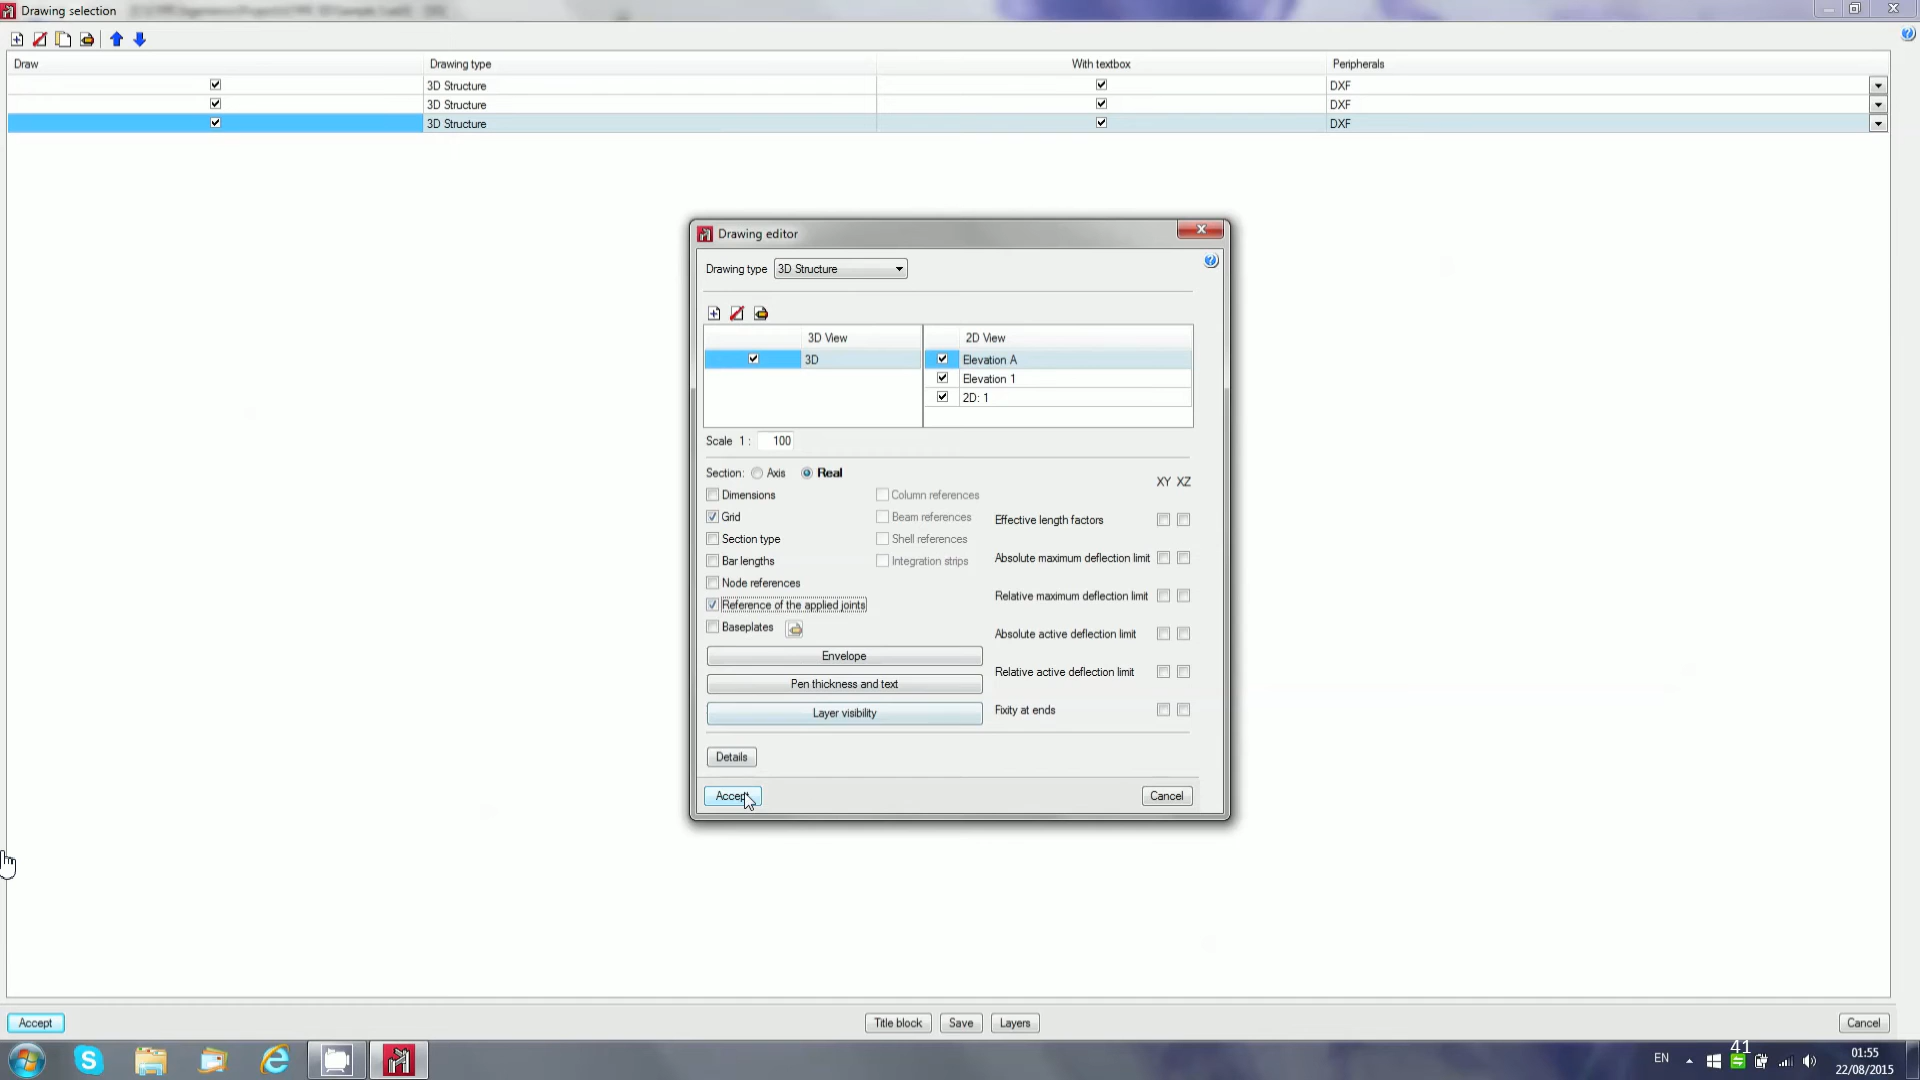 Drawing selection
Draw Drawing type With textbox Peripherals
3D Structure DXF
3D Structure DXF
3D Structure DXF
Drawing editor
Drawing type 3D Structure
3D View 2D View
3D Elevation A
Elevation 1
2D: 1
Scale 1 : 100
Section: Axis Real
XY XZ
Dimensions Column references
Grid Beam references Effective length factors
Section type Shell references
Bar lengths Integration strips Absolute maximum deflection limit
Node references Relative maximum deflection limit
Reference of the applied joints
Baseplates Absolute active deflection limit
Envelope
Relative active deflection limit
Pen thickness and text
Layer visibility Fixity at ends
Details
Accept Cancel
Accept Title block Save Layers Cancel
EN 41 01:55
22/08/2015